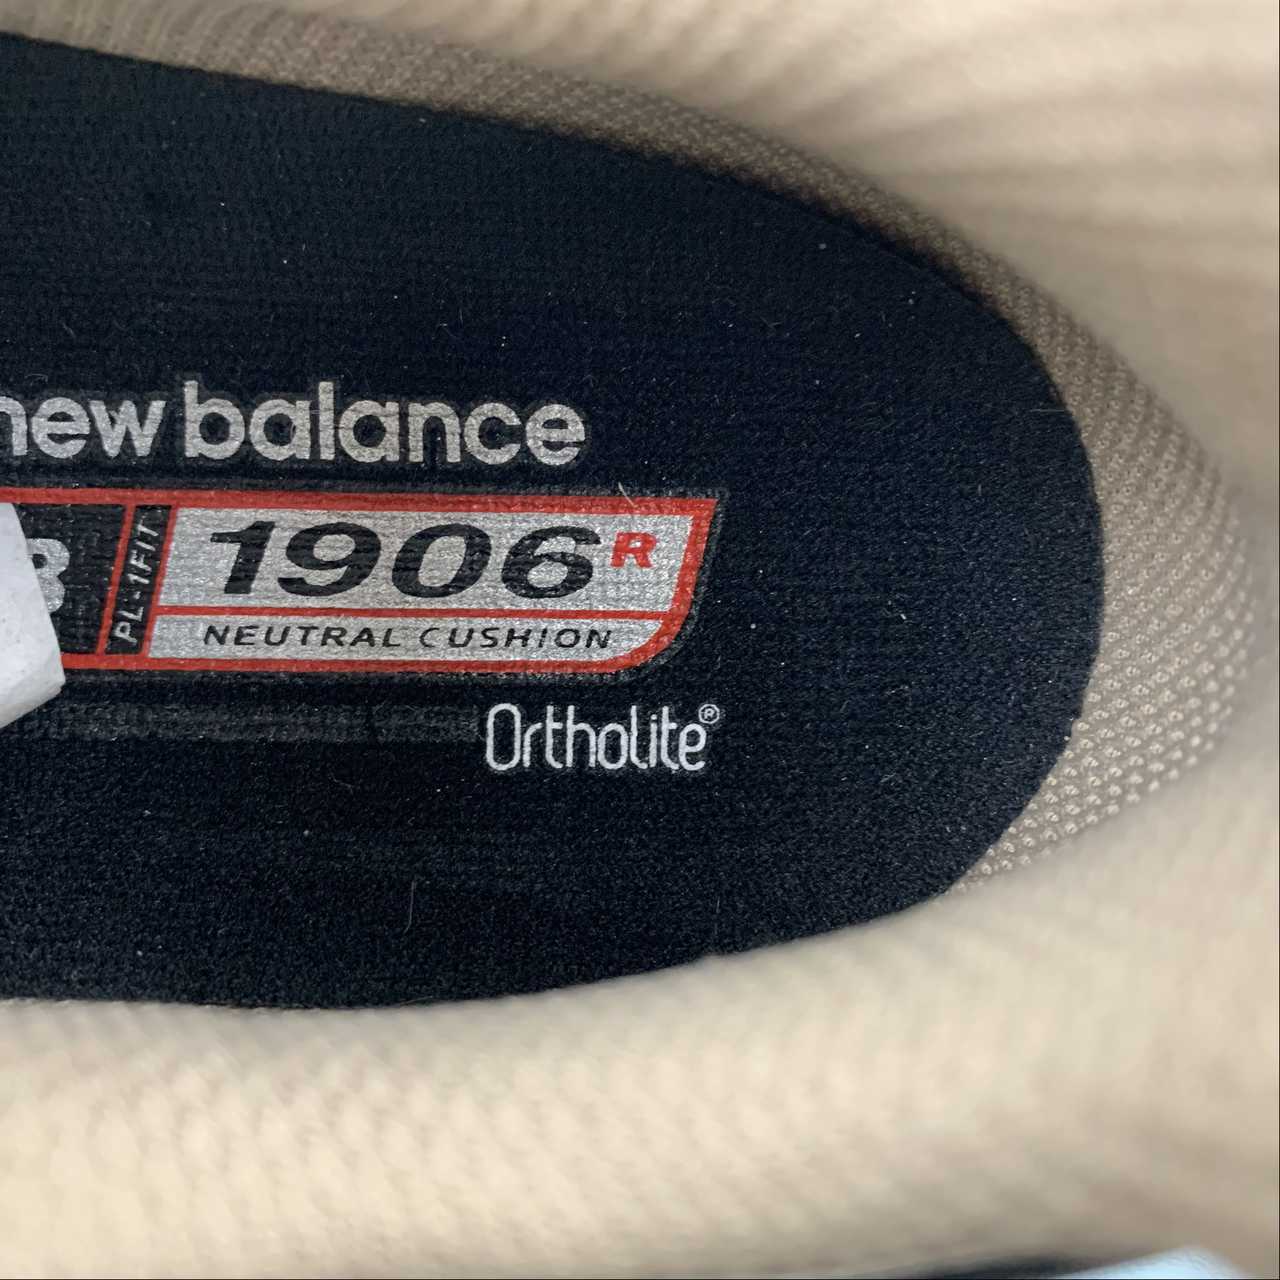 new balance
PL-1FIT
1906R
NEUTRAL CUSHION
Ortholite®